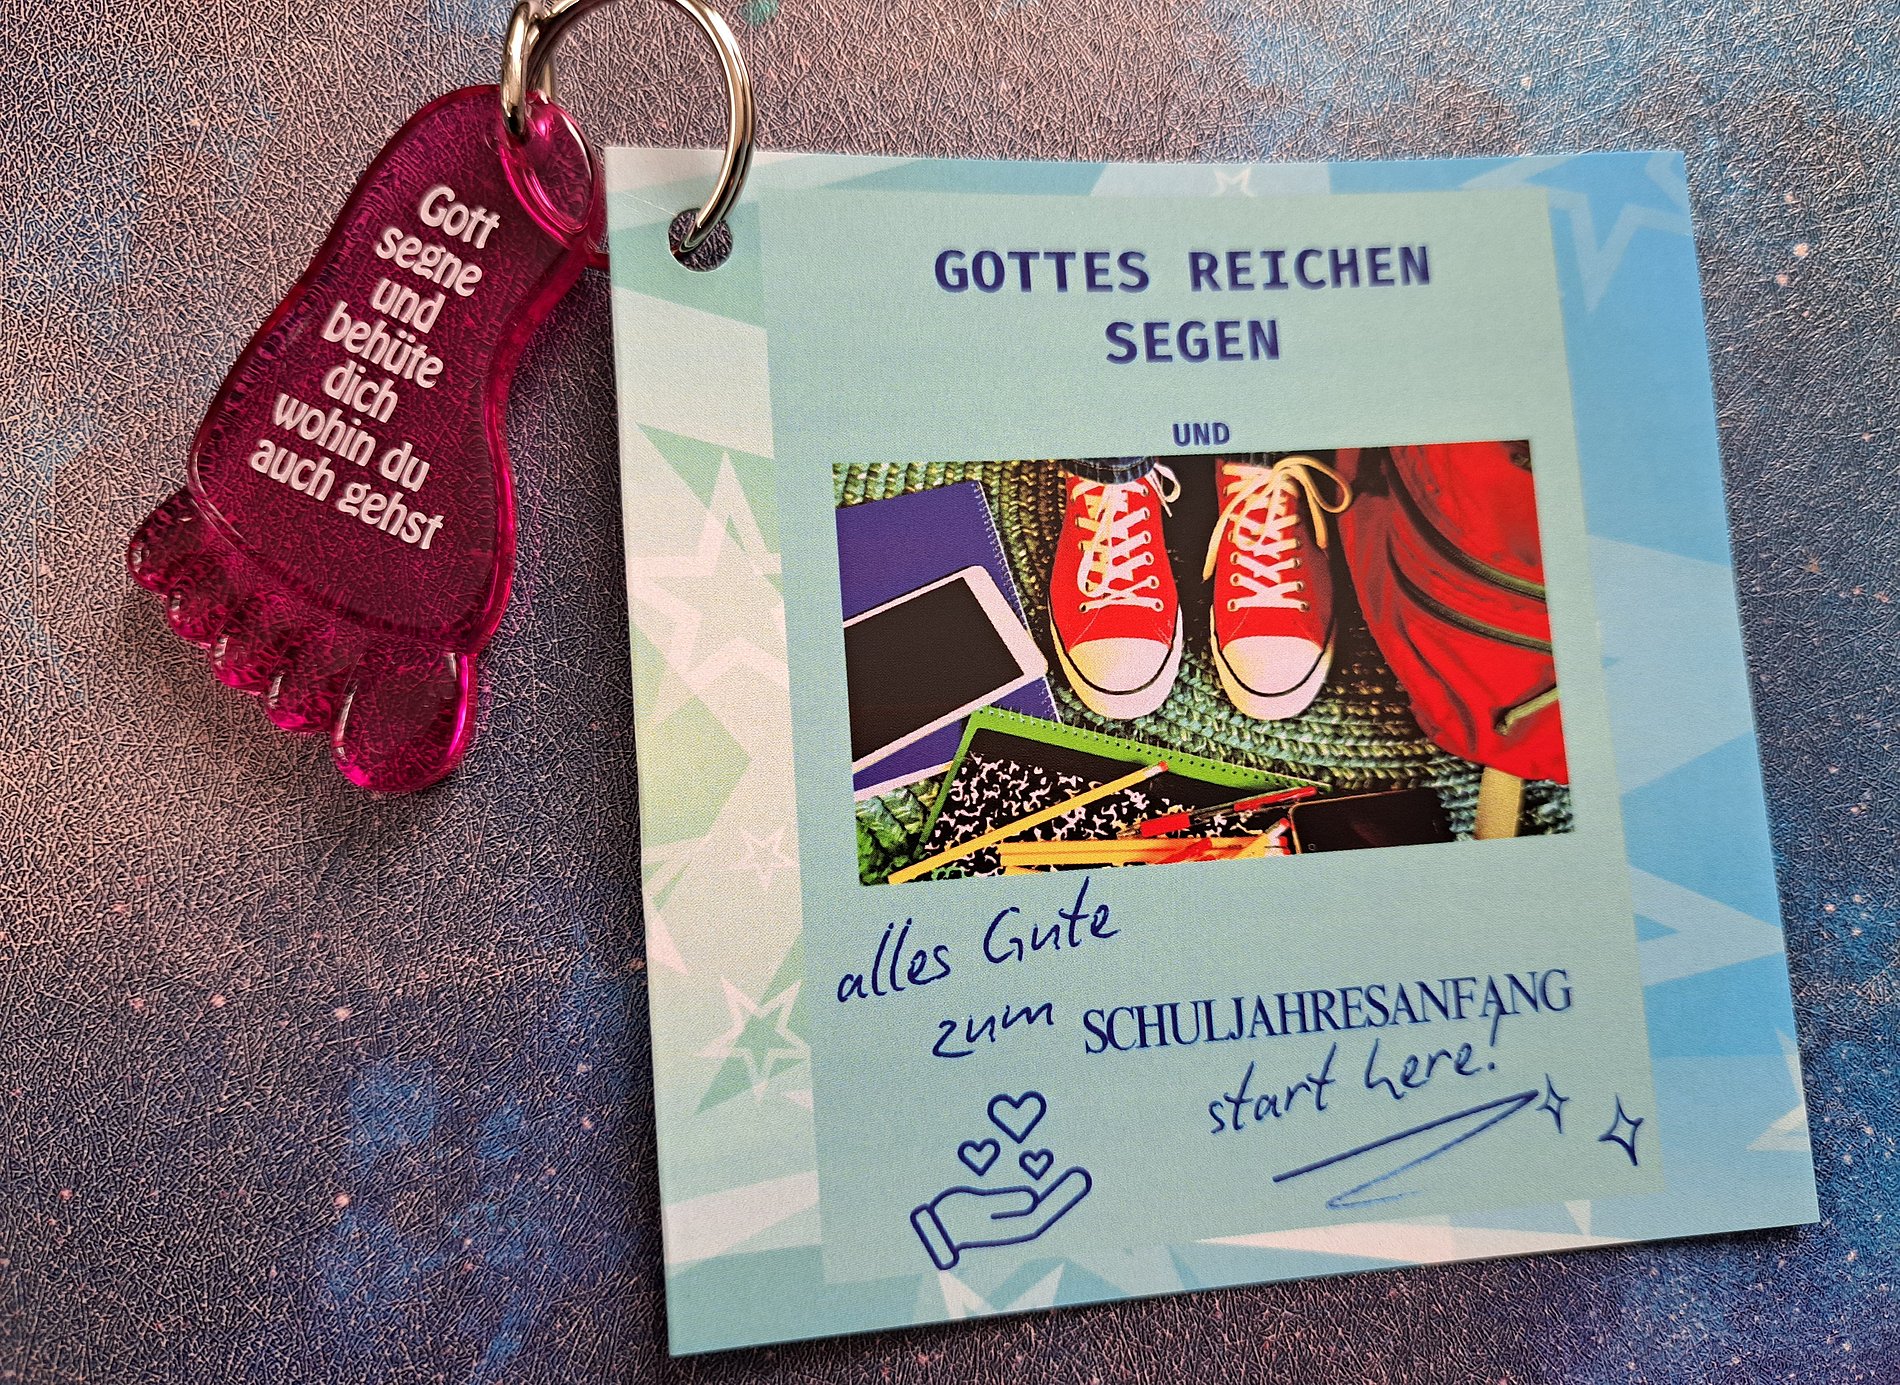 Gott
segne
und
behüte
dich
wohin du
auch gehst
GOTTES REICHEN
SEGEN
UND
alles Gute
zum SCHULJAHRESANFANG
start here!